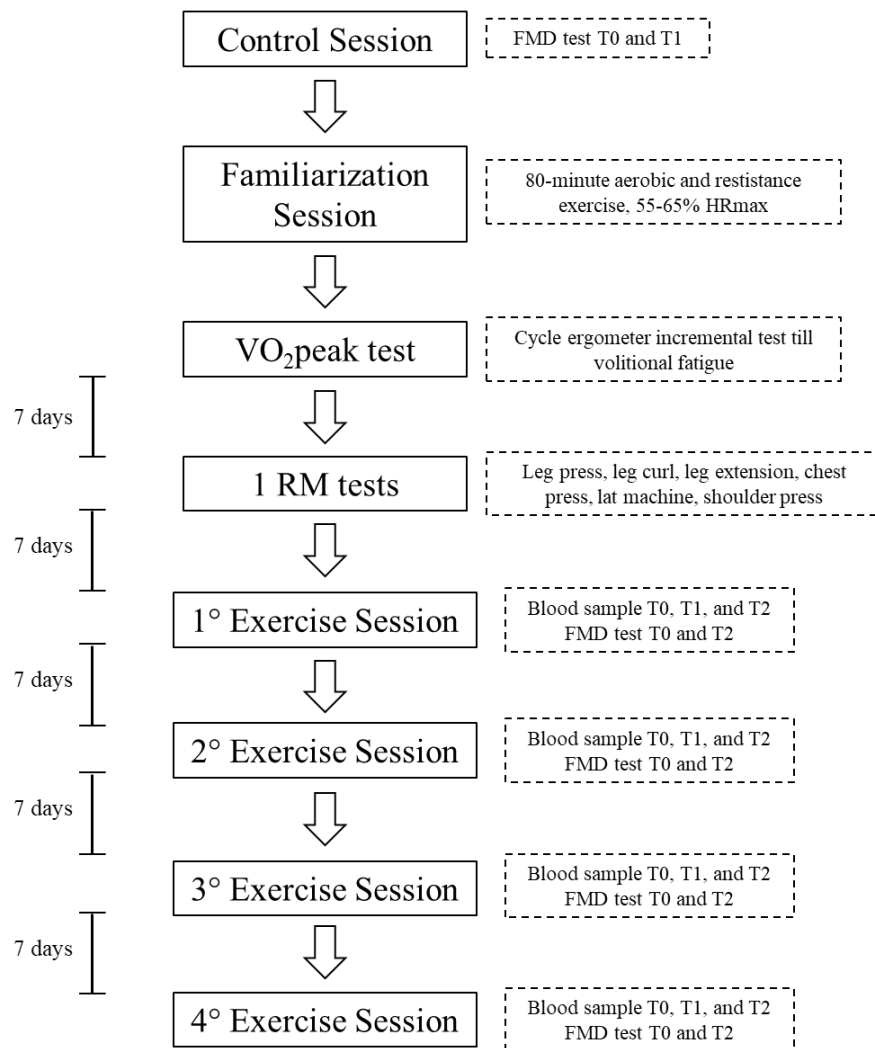 Control Session
FMD test T0 and T1
Familiarization
Session
80-minute aerobic and restistance
exercise, 55-65% HRmax
VO₂peak test
Cycle ergometer incremental test till
volitional fatigue
7 days
1 RM tests
Leg press, leg curl, leg extension, chest
press, lat machine, shoulder press
7 days
1° Exercise Session
Blood sample T0, T1, and T2
FMD test T0 and T2
7 days
2° Exercise Session
Blood sample T0, T1, and T2
FMD test T0 and T2
7 days
3° Exercise Session
Blood sample T0, T1, and T2
FMD test T0 and T2
7 days
4° Exercise Session
Blood sample T0, T1, and T2
FMD test T0 and T2